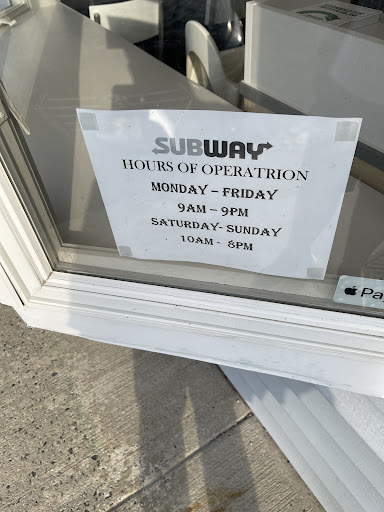 SUBWAY
HOURS OF OPERATRION
MONDAY – FRIDAY
9AM – 9PM
SATURDAY- SUNDAY
10AM - 8PM
Pa